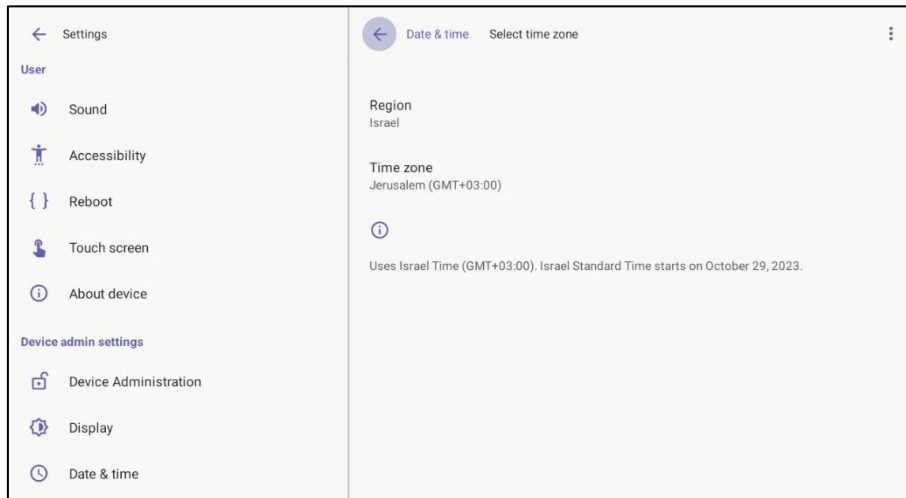 Settings
User
Sound
Accessibility
Reboot
Touch screen
About device
Device admin settings
Device Administration
Display
Date & time
Date & time Select time zone
Region
Israel
Time zone
Jerusalem (GMT+03:00)
Uses Israel Time (GMT+03:00). Israel Standard Time starts on October 29, 2023.